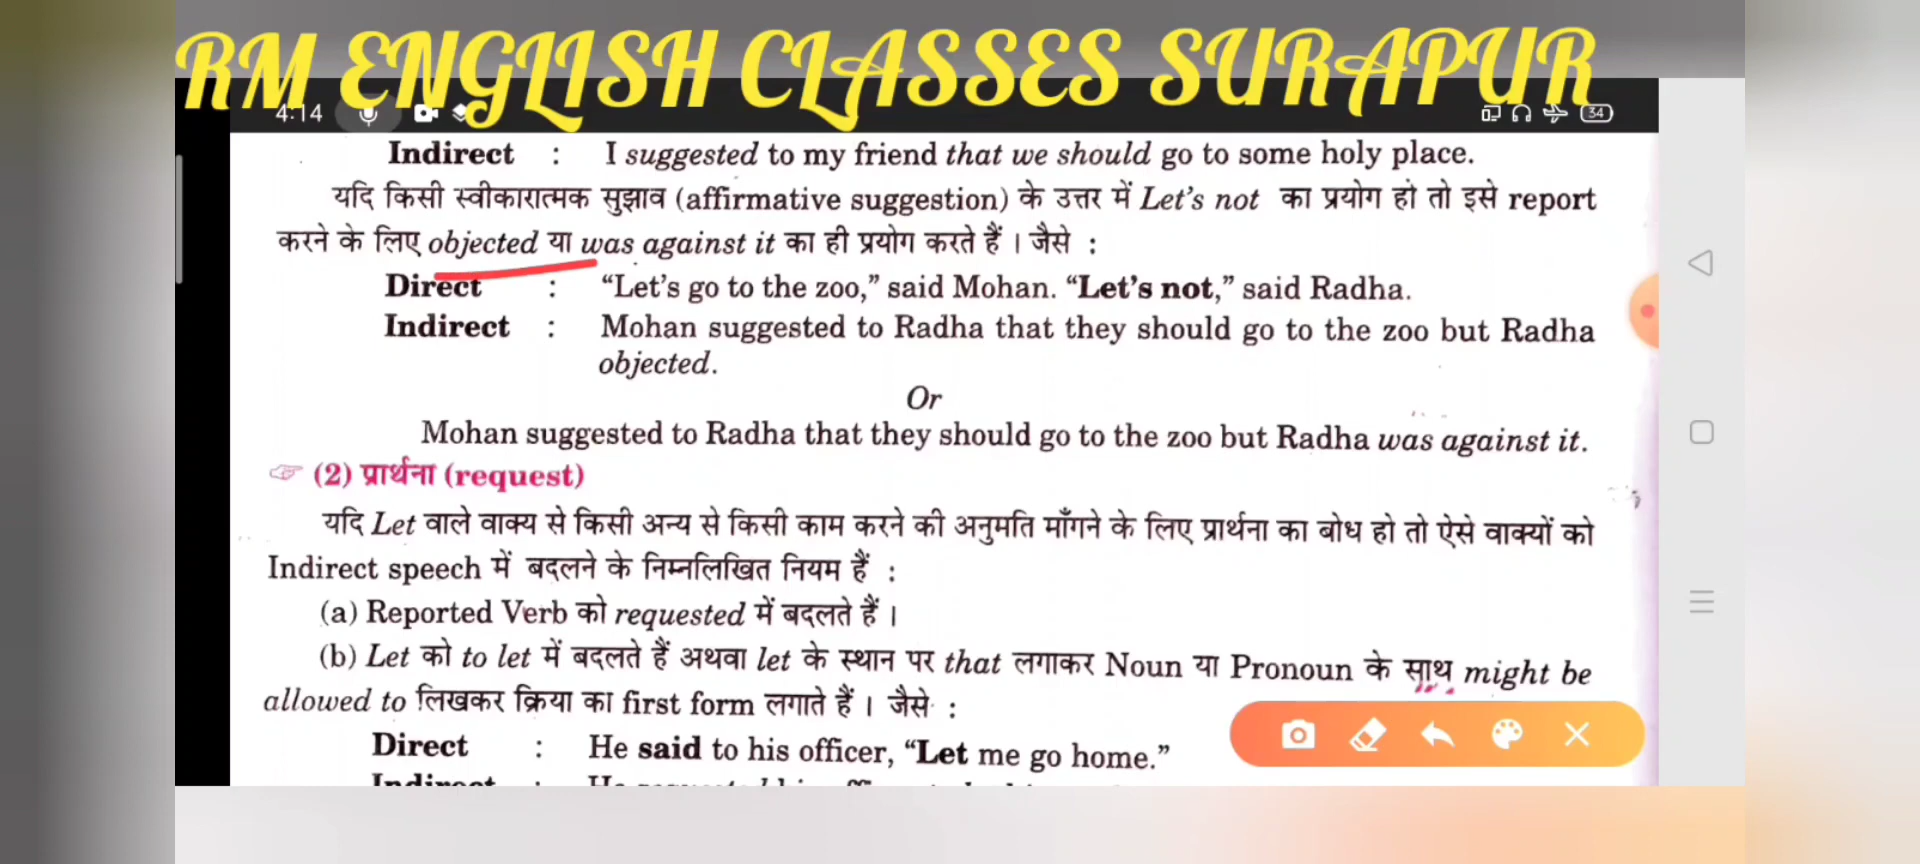 RM ENGLISH CLASSES SURAPUR
4:14
34
Indirect : I suggested to my friend that we should go to some holy place.
यदि किसी स्वीकारात्मक सुझाव (affirmative suggestion) के उत्तर में Let's not का प्रयोग हो तो इसे report
करने के लिए objected या was against it का ही प्रयोग करते हैं । जैसे :
Direct : “Let's go to the zoo,” said Mohan. “Let's not,” said Radha.
Indirect : Mohan suggested to Radha that they should go to the zoo but Radha
objected.
Or
Mohan suggested to Radha that they should go to the zoo but Radha was against it.
☞ (2) प्रार्थना (request)
यदि Let वाले वाक्य से किसी अन्य से किसी काम करने की अनुमति माँगने के लिए प्रार्थना का बोध हो तो ऐसे वाक्यों को
Indirect speech में बदलने के निम्नलिखित नियम हैं :
(a) Reported Verb को requested में बदलते हैं ।
(b) Let को to let में बदलते हैं अथवा let के स्थान पर that लगाकर Noun या Pronoun के साथ might be
allowed to लिखकर क्रिया का first form लगाते हैं । जैसे :
Direct : He said to his officer, “Let me go home.”
Indirect : He requested his